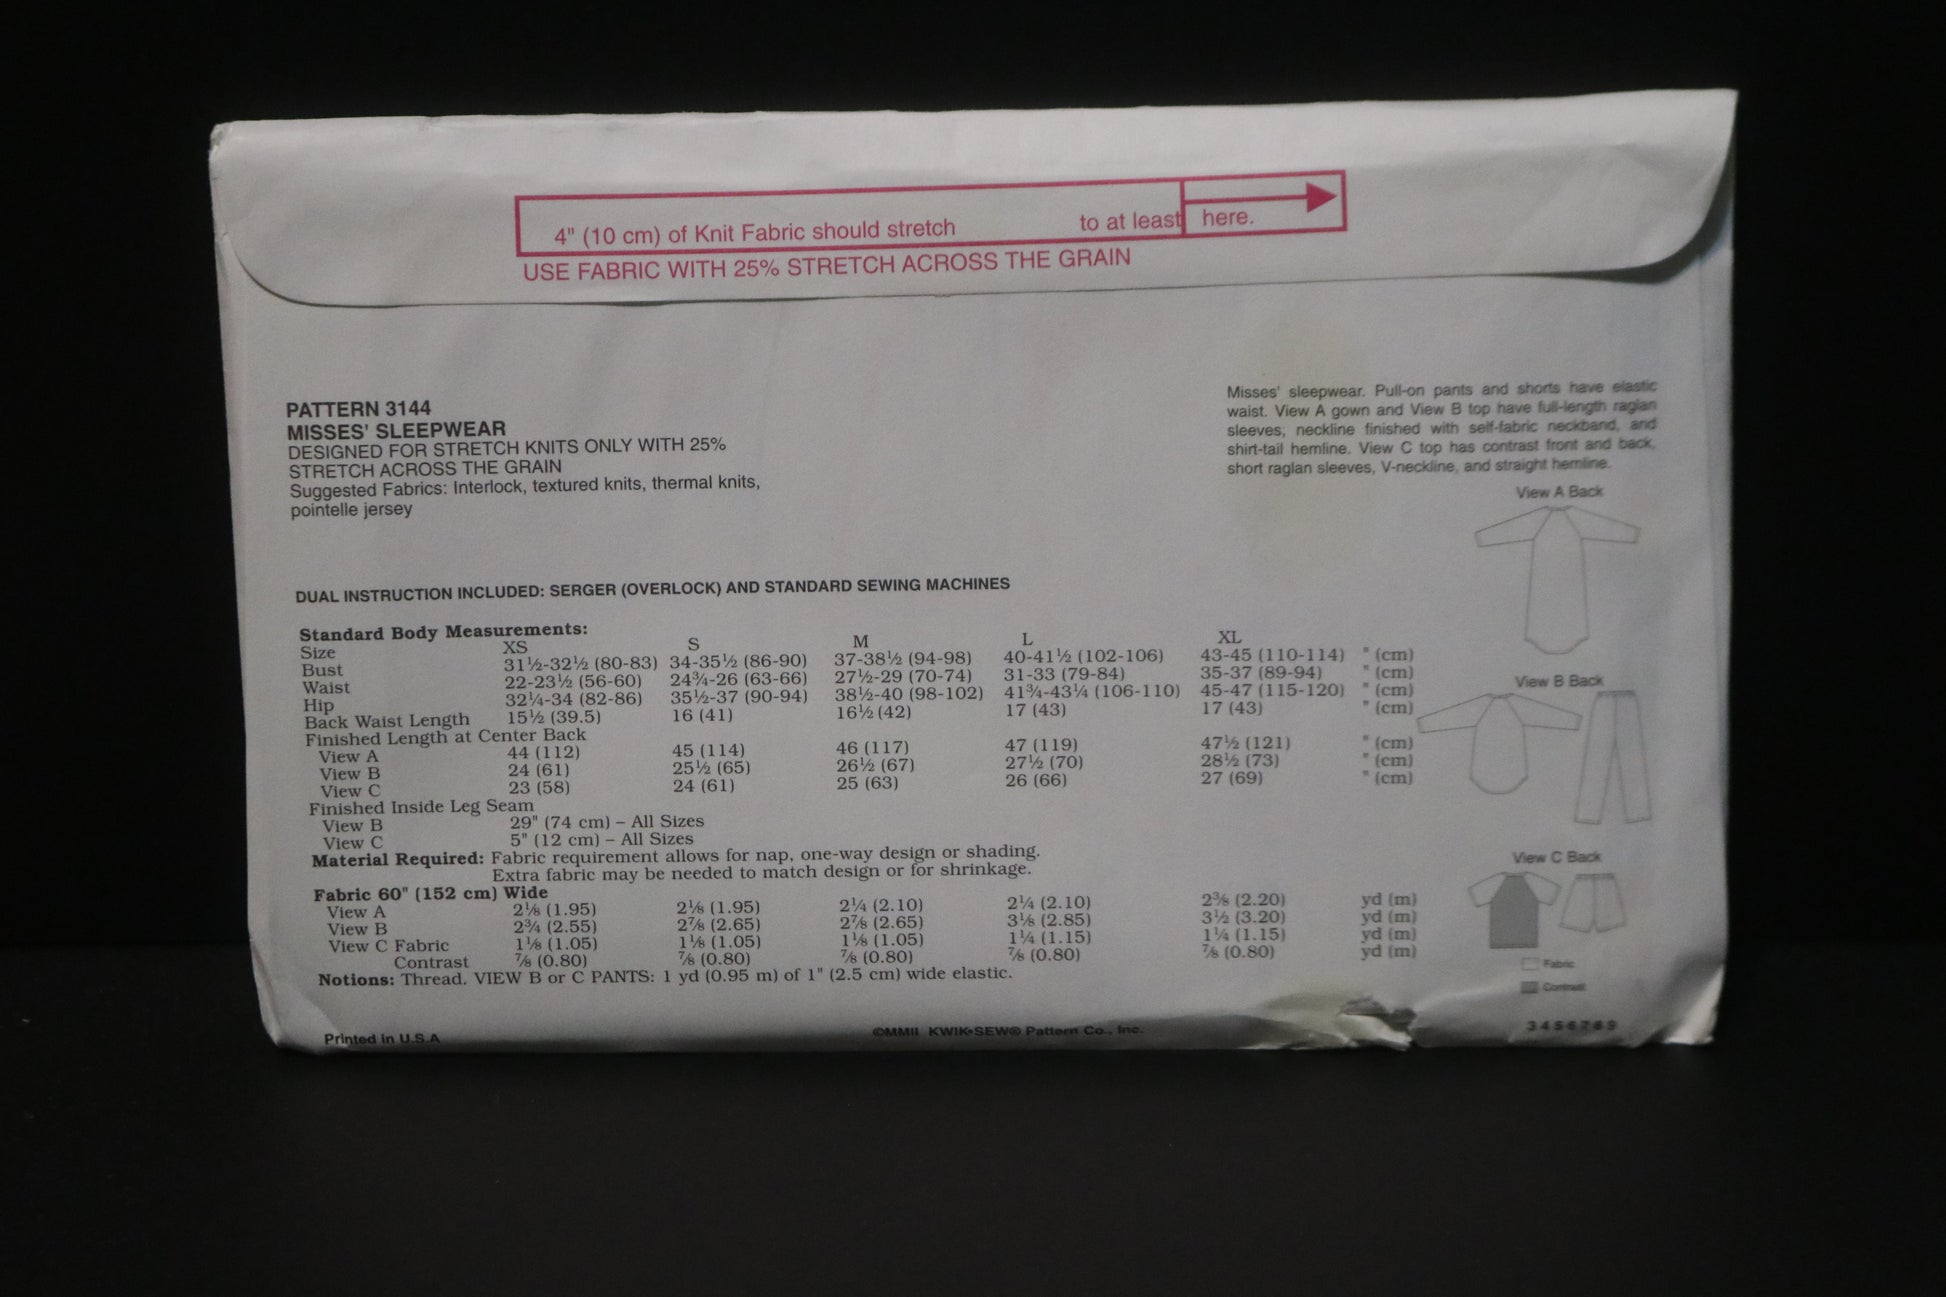 4" (10 cm) of Knit Fabric should stretch to at least here.
USE FABRIC WITH 25% STRETCH ACROSS THE GRAIN
PATTERN 3144
MISSES' SLEEPWEAR
DESIGNED FOR STRETCH KNITS ONLY WITH 25%
STRETCH ACROSS THE GRAIN
Suggested Fabrics: Interlock, textured knits, thermal knits,
pointelle jersey
Misses' sleepwear. Pull-on pants and shorts have elastic
waist. View A gown and View B top have full-length raglan
sleeves, neckline finished with self-fabric neckband, and
shirt-tail hemline. View C top has contrast front and back,
short raglan sleeves, V-neckline, and straight hemline.
View A Back
View B Back
View C Back
Fabric
Contrast
DUAL INSTRUCTION INCLUDED: SERGER (OVERLOCK) AND STANDARD SEWING MACHINES
Standard Body Measurements:
Size XS S M L XL
Bust 31½-32½ (80-83) 34-35½ (86-90) 37-38½ (94-98) 40-41½ (102-106) 43-45 (110-114) " (cm)
Waist 22-23½ (56-60) 24¾-26 (63-66) 27½-29 (70-74) 31-33 (79-84) 35-37 (89-94) " (cm)
Hip 32¼-34 (82-86) 35½-37 (90-94) 38½-40 (98-102) 41¾-43¼ (106-110) 45-47 (115-120) " (cm)
Back Waist Length 15½ (39.5) 16 (41) 16½ (42) 17 (43) 17 (43) " (cm)
Finished Length at Center Back
View A 44 (112) 45 (114) 46 (117) 47 (119) 47½ (121) " (cm)
View B 24 (61) 25½ (65) 26½ (67) 27½ (70) 28½ (73) " (cm)
View C 23 (58) 24 (61) 25 (63) 26 (66) 27 (69) " (cm)
Finished Inside Leg Seam
View B 29" (74 cm) – All Sizes
View C 5" (12 cm) – All Sizes
Material Required: Fabric requirement allows for nap, one-way design or shading.
Extra fabric may be needed to match design or for shrinkage.
Fabric 60" (152 cm) Wide
View A 2⅛ (1.95) 2⅛ (1.95) 2¼ (2.10) 2¼ (2.10) 2⅜ (2.20) yd (m)
View B 2¾ (2.55) 2⅞ (2.65) 2⅞ (2.65) 3⅛ (2.85) 3½ (3.20) yd (m)
View C Fabric 1⅛ (1.05) 1⅛ (1.05) 1⅛ (1.05) 1¼ (1.15) 1¼ (1.15) yd (m)
Contrast ⅞ (0.80) ⅞ (0.80) ⅞ (0.80) ⅞ (0.80) ⅞ (0.80) yd (m)
Notions: Thread. VIEW B or C PANTS: 1 yd (0.95 m) of 1" (2.5 cm) wide elastic.
Printed in U.S.A
©MMII KWIK•SEW® Pattern Co., Inc.
3456789